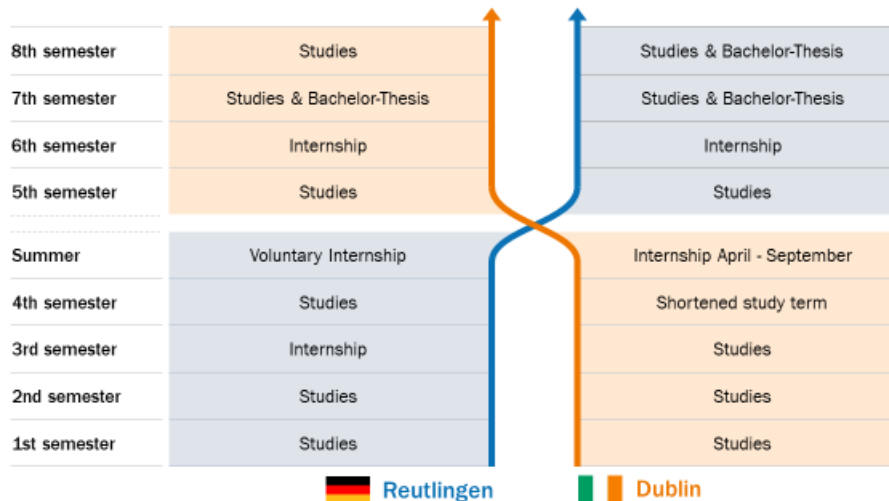 8th semester Studies Studies & Bachelor-Thesis
7th semester Studies & Bachelor-Thesis Studies & Bachelor-Thesis
6th semester Internship Internship
5th semester Studies Studies
Summer Voluntary Internship Internship April - September
4th semester Studies Shortened study term
3rd semester Internship Studies
2nd semester Studies Studies
1st semester Studies Studies
Reutlingen Dublin